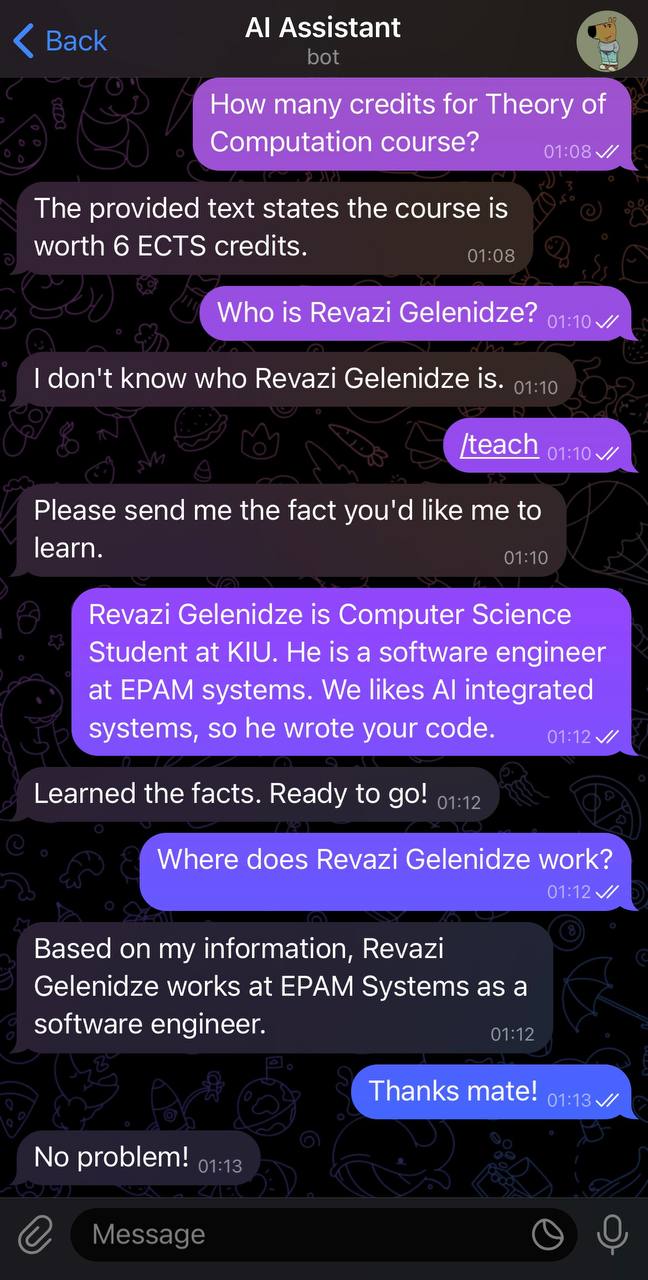 Back
AI Assistant
bot
How many credits for Theory of
Computation course?
01:08
The provided text states the course is
worth 6 ECTS credits.
01:08
Who is Revazi Gelenidze? 01:10
I don't know who Revazi Gelenidze is. 01:10
/teach 01:10
Please send me the fact you'd like me to
learn.
01:10
Revazi Gelenidze is Computer Science
Student at KIU. He is a software engineer
at EPAM systems. We likes AI integrated
systems, so he wrote your code.
01:12
Learned the facts. Ready to go! 01:12
Where does Revazi Gelenidze work?
01:12
Based on my information, Revazi
Gelenidze works at EPAM Systems as a
software engineer.
01:12
Thanks mate! 01:13
No problem! 01:13
Message